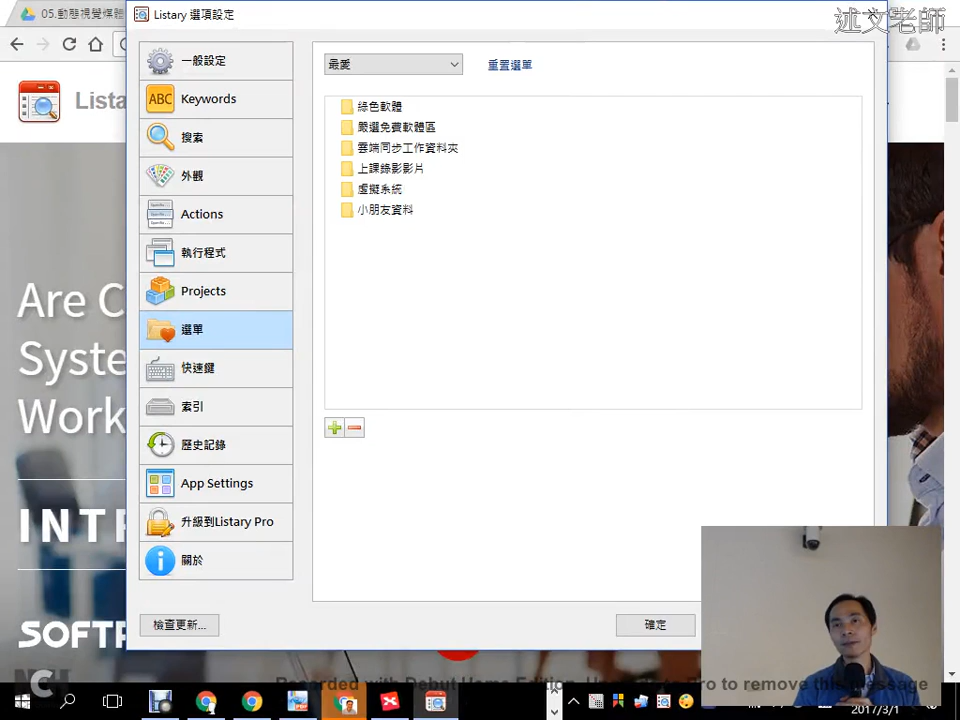 05.動態視覺媒體
Listary 選項設定
述文老師
一般設定
Keywords
搜索
外觀
Actions
執行程式
Projects
選單
快速鍵
索引
歷史記錄
App Settings
升級到Listary Pro
關於
檢查更新...
最愛
重置選單
綠色軟體
嚴選免費軟體區
雲端同步工作資料夾
上課錄影影片
虛擬系統
小朋友資料
確定
Lista
Are C
Syste
Work
INT
SOFT
Recorded with Debut Home Edition. Upgrade to Pro to remove this message
2017/3/1